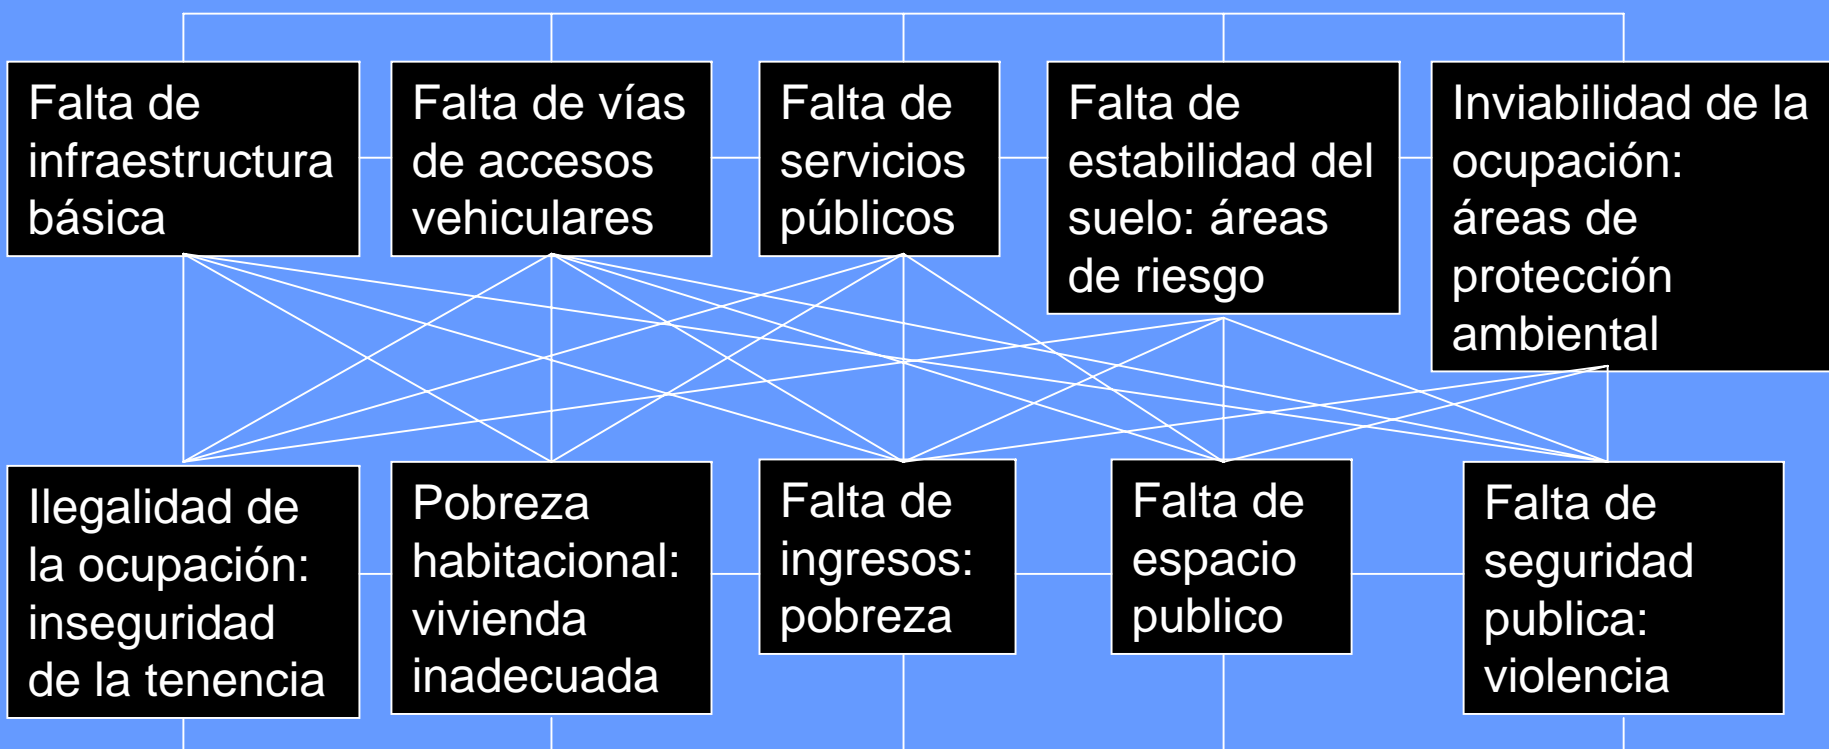 Falta de
infraestructura
básica
Falta de vías
de accesos
vehiculares
Falta de
servicios
públicos
Falta de
estabilidad del
suelo: áreas
de riesgo
Inviabilidad de la
ocupación:
áreas de
protección
ambiental
Ilegalidad de
la ocupación:
inseguridad
de la tenencia
Pobreza
habitacional:
vivienda
inadecuada
Falta de
ingresos:
pobreza
Falta de
espacio
publico
Falta de
seguridad
publica:
violencia